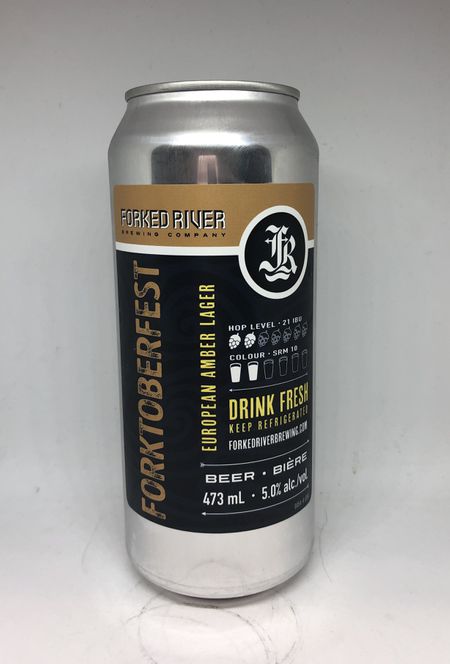 FORKED RIVER
BREWING COMPANY
FR
FORKTOBERFEST
EUROPEAN AMBER LAGER
HOP LEVEL · 21 IBU
COLOUR · SRM 10
DRINK FRESH
KEEP REFRIGERATED
FORKEDRIVERBREWING.COM
BEER · BIÈRE
473 mL · 5.0% alc./vol